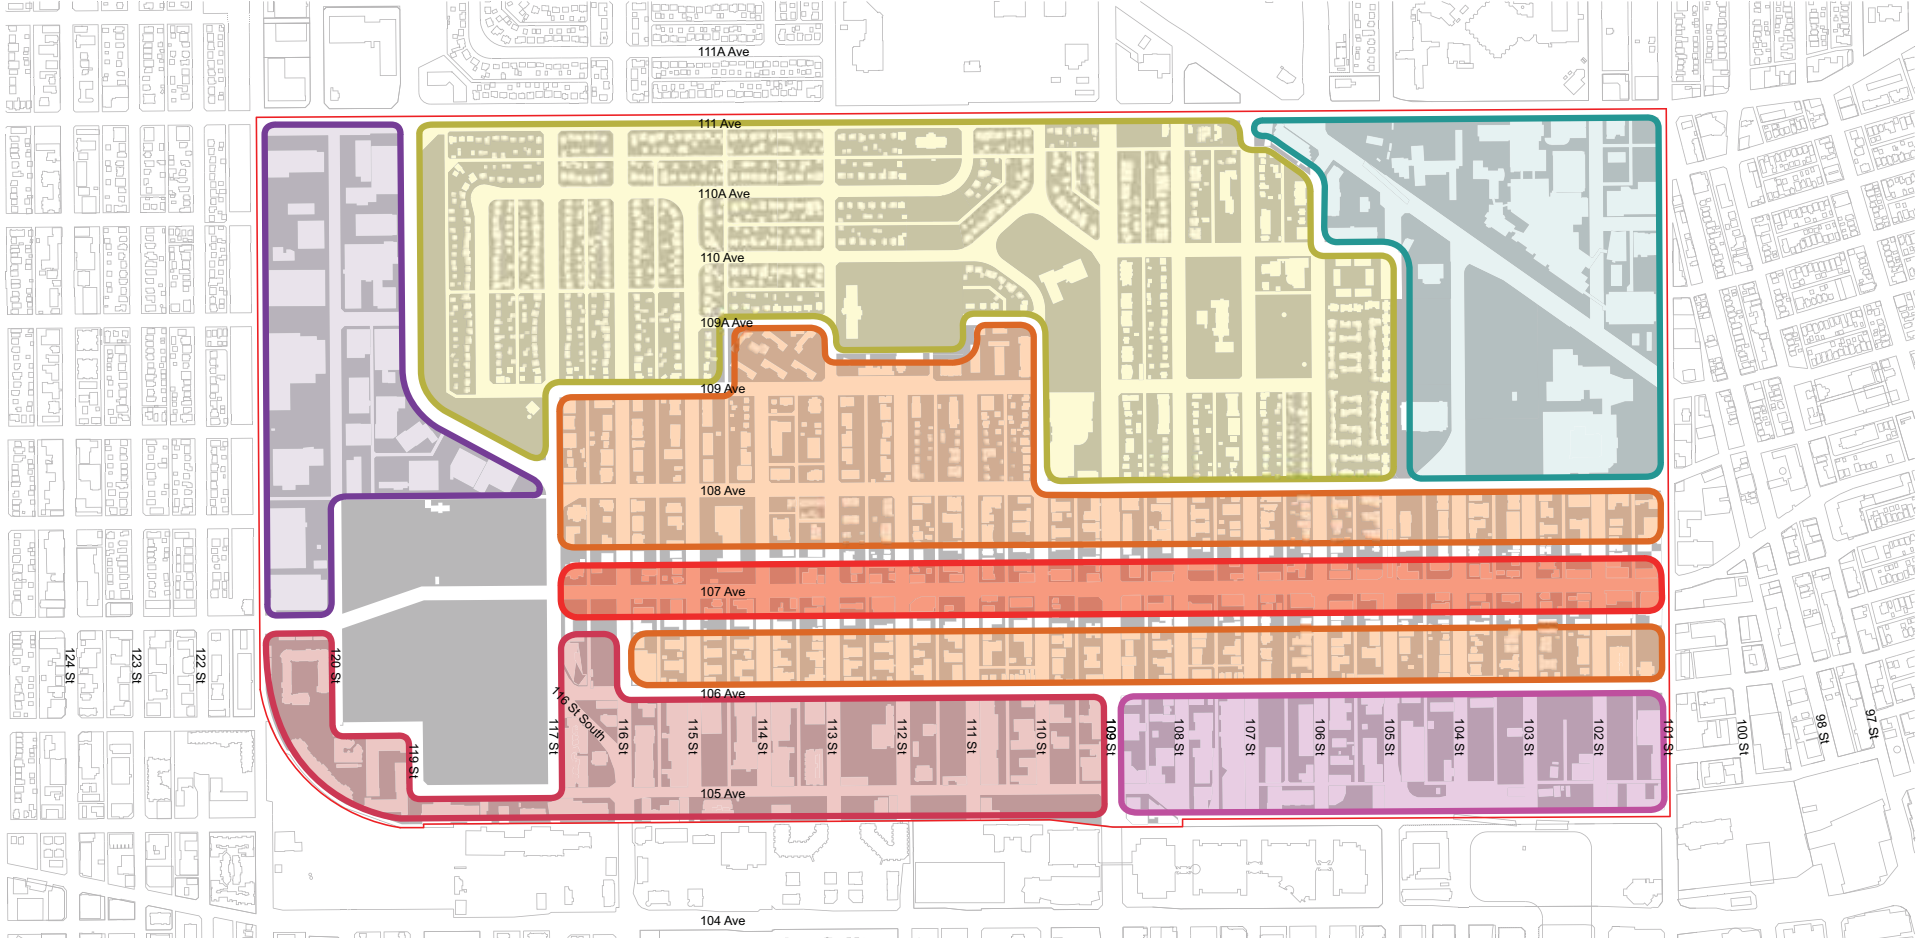 111A Ave
111 Ave
110A Ave
110 Ave
109A Ave
109 Ave
108 Ave
107 Ave
106 Ave
105 Ave
104 Ave
124 St
123 St
122 St
120 St
119 St
117 St
116 St South
116 St
115 St
114 St
113 St
112 St
111 St
110 St
109 St
108 St
107 St
106 St
105 St
104 St
103 St
102 St
101 St
100 St
98 St
97 St